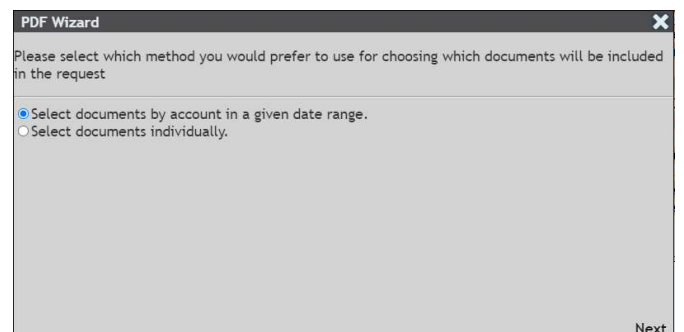 PDF Wizard
Please select which method you would prefer to use for choosing which documents will be included
in the request
Select documents by account in a given date range.
Select documents individually.
Next